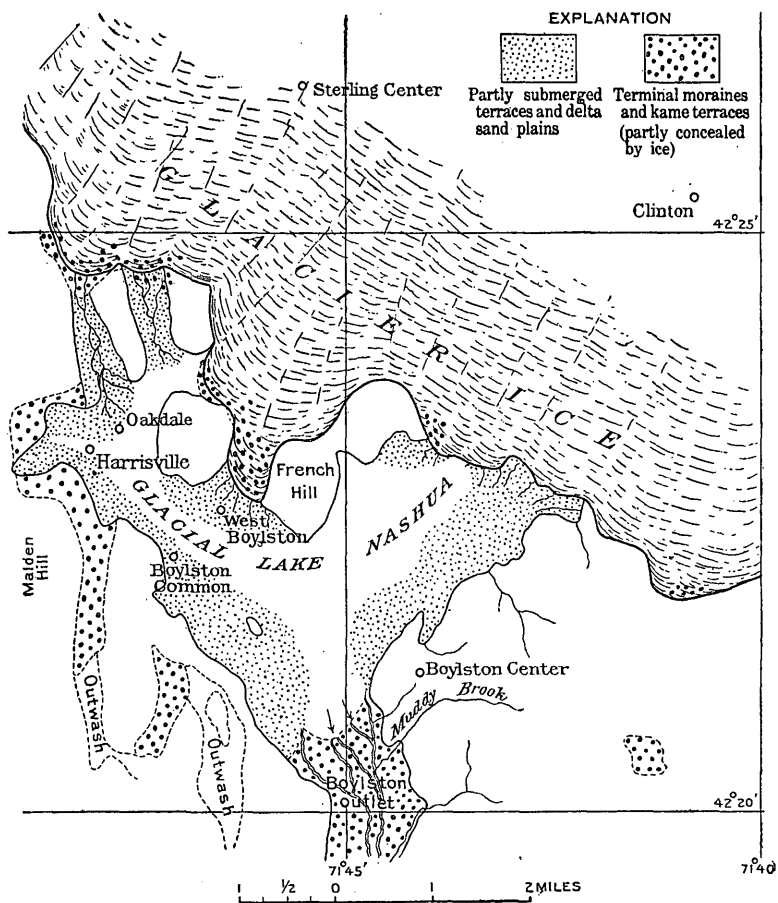 EXPLANATION
Partly submerged
terraces and delta
sand plains
Terminal moraines
and kame terraces
(partly concealed
by ice)
Sterling Center
Clinton
42°25'
GLACIER ICE
Oakdale
Harrisville
French
Hill
West
Boylston
GLACIAL LAKE NASHUA
Malden
Hill
Boylston
Common
Boylston Center
Muddy Brook
Outwash
Outwash
Boylston
Outlet
42°20'
71°45'
71°40'
1 1/2 0 1 2 MILES